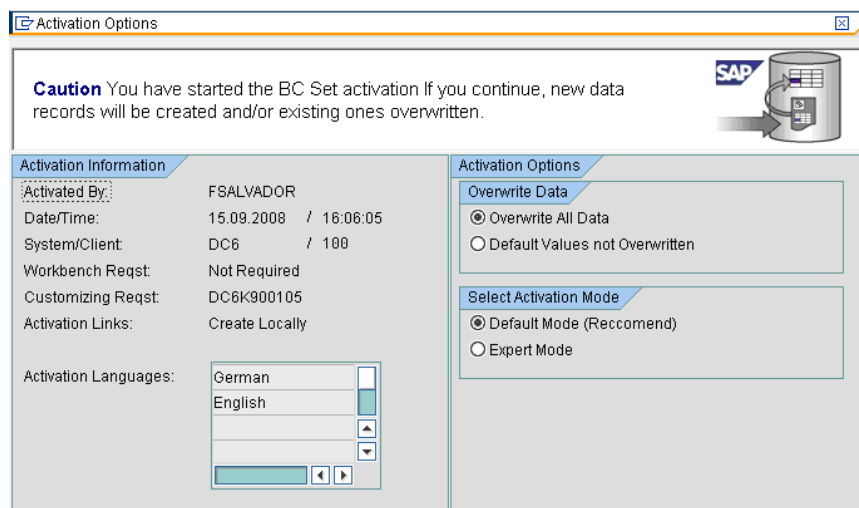 Activation Options
Caution You have started the BC Set activation If you continue, new data
records will be created and/or existing ones overwritten.
SAP
Activation Information
Activated By: FSALVADOR
Date/Time: 15.09.2008 / 16:06:05
System/Client: DC6 / 100
Workbench Reqst: Not Required
Customizing Reqst: DC6K900105
Activation Links: Create Locally
Activation Languages: German
English
Activation Options
Overwrite Data
Overwrite All Data
Default Values not Overwritten
Select Activation Mode
Default Mode (Reccomend)
Expert Mode